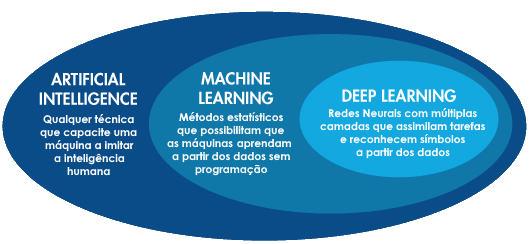 ARTIFICIAL
INTELLIGENCE
Qualquer técnica
que capacite uma
máquina a imitar
a inteligência
humana
MACHINE
LEARNING
Métodos estatísticos
que possibilitam que
as máquinas aprendam
a partir dos dados sem
programação
DEEP LEARNING
Redes Neurais com múltiplas
camadas que assimilam tarefas
e reconhecem símbolos
a partir dos dados